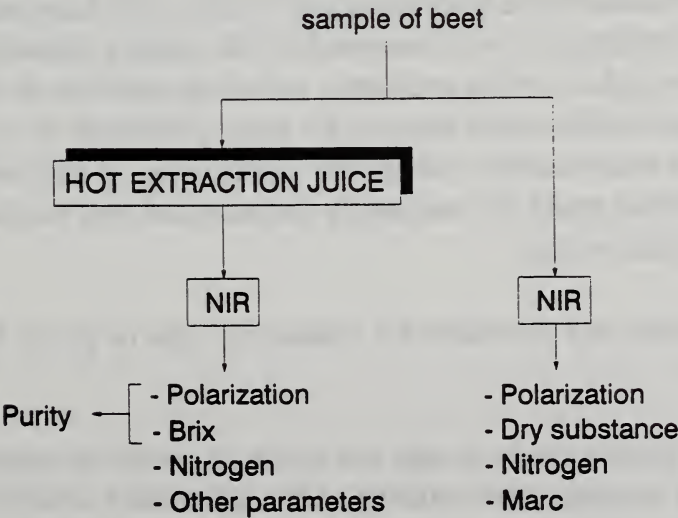 sample of beet
HOT EXTRACTION JUICE
NIR
NIR
Purity
- Polarization
- Brix
- Nitrogen
- Other parameters
- Polarization
- Dry substance
- Nitrogen
- Marc